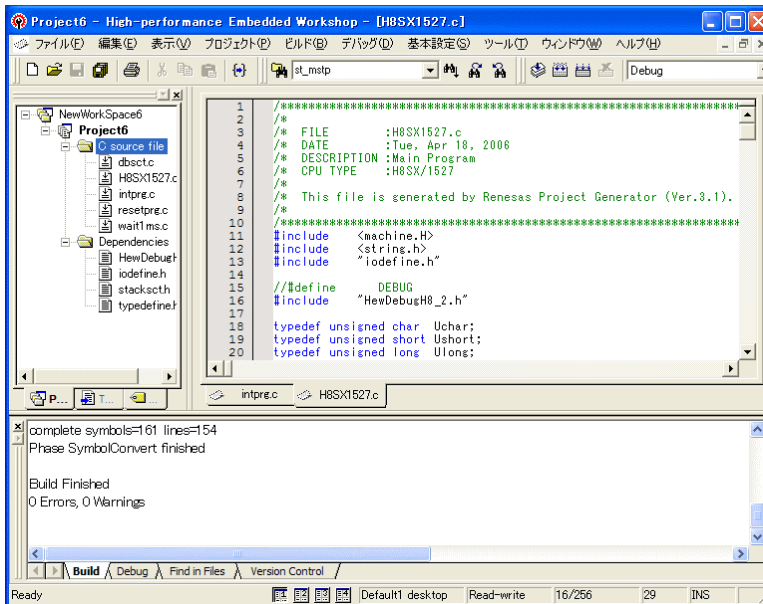 Project6 - High-performance Embedded Workshop - [H8SX1527.c]
ファイル(F) 編集(E) 表示(V) プロジェクト(P) ビルド(B) デバッグ(D) 基本設定(S) ツール(T) ウィンドウ(W) ヘルプ(H)
st_mstp Debug
NewWorkSpace6
Project6
C source file
dbsct.c
H8SX1527.c
intprg.c
resetprg.c
wait1ms.c
Dependencies
HewDebugH
iodefine.h
stacksct.h
typedefine.h
P... T... ...
1 /****************************************************************
2 /*
3 /* FILE :H8SX1527.c
4 /* DATE :Tue, Apr 18, 2006
5 /* DESCRIPTION :Main Program
6 /* CPU TYPE :H8SX/1527
7 /*
8 /* This file is generated by Renesas Project Generator (Ver.3.1).
9 /*
10 /****************************************************************
11 #include <machine.H>
12 #include <string.h>
13 #include "iodefine.h"
14
15 //#define DEBUG
16 #include "HewDebugH8_2.h"
17
18 typedef unsigned char Uchar;
19 typedef unsigned short Ushort;
20 typedef unsigned long Ulong;
intprg.c H8SX1527.c
complete symbols=161 lines=154
Phase SymbolConvert finished
Build Finished
0 Errors, 0 Warnings
Build Debug Find in Files Version Control
Ready 1 2 3 4 Default1 desktop Read-write 16/256 29 INS